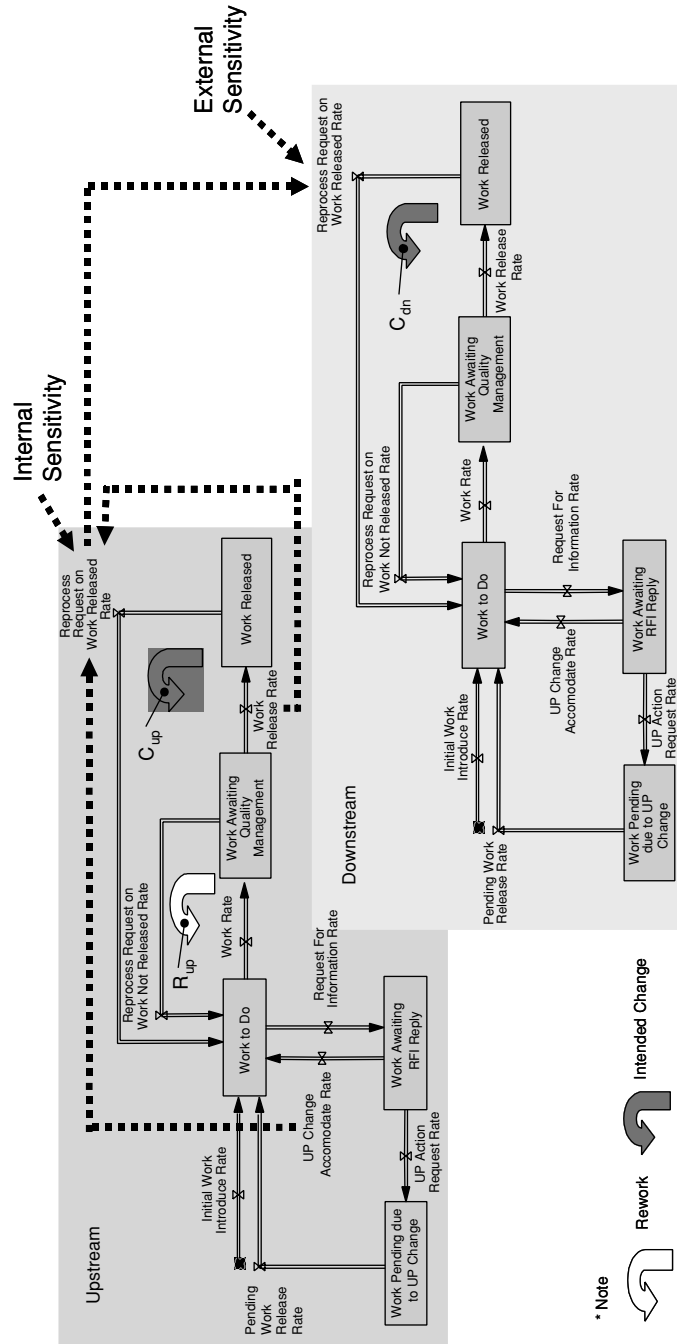 Internal
Sensitivity
External
Sensitivity
Upstream
Reprocess
Request on
Work Released
Rate
Reprocess Request on
Work Not Released Rate
C up
R up
Initial Work
Introduce Rate
Pending
Work
Release
Rate
Work to Do
Work Rate
Work Awaiting
Quality
Management
Work
Release Rate
Work Released
UP Change
Accomodate Rate
Request For
Information Rate
Work Awaiting
RFI Reply
UP Action
Request Rate
Work Pending due
to UP Change
Downstream
Reprocess Request on
Work Released Rate
Reprocess Request on
Work Not Released Rate
C dn
Initial Work
Introduce Rate
Pending Work
Release Rate
Work to Do
Work Rate
Work Awaiting
Quality
Management
Work Release
Rate
Work Released
UP Change
Accomodate Rate
Request For
Information Rate
Work Awaiting
RFI Reply
UP Action
Request Rate
Work Pending
due to UP
Change
* Note
Rework
Intended Change